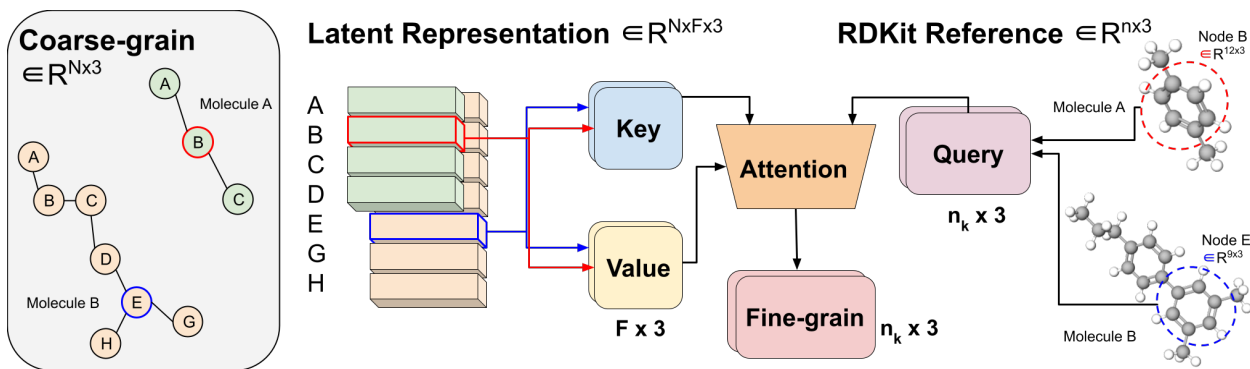 Coarse-grain
∈ R^Nx3
A
Molecule A
B
C
A
B
C
D
Molecule B
E
G
H
Latent Representation ∈ R^NxFx3
A
B
C
D
E
G
H
Key
Value
F x 3
Attention
Fine-grain
n_k x 3
RDKit Reference ∈ R^nx3
Query
n_k x 3
Node B
∈R^12x3
Molecule A
Node E
∈R^9x3
Molecule B